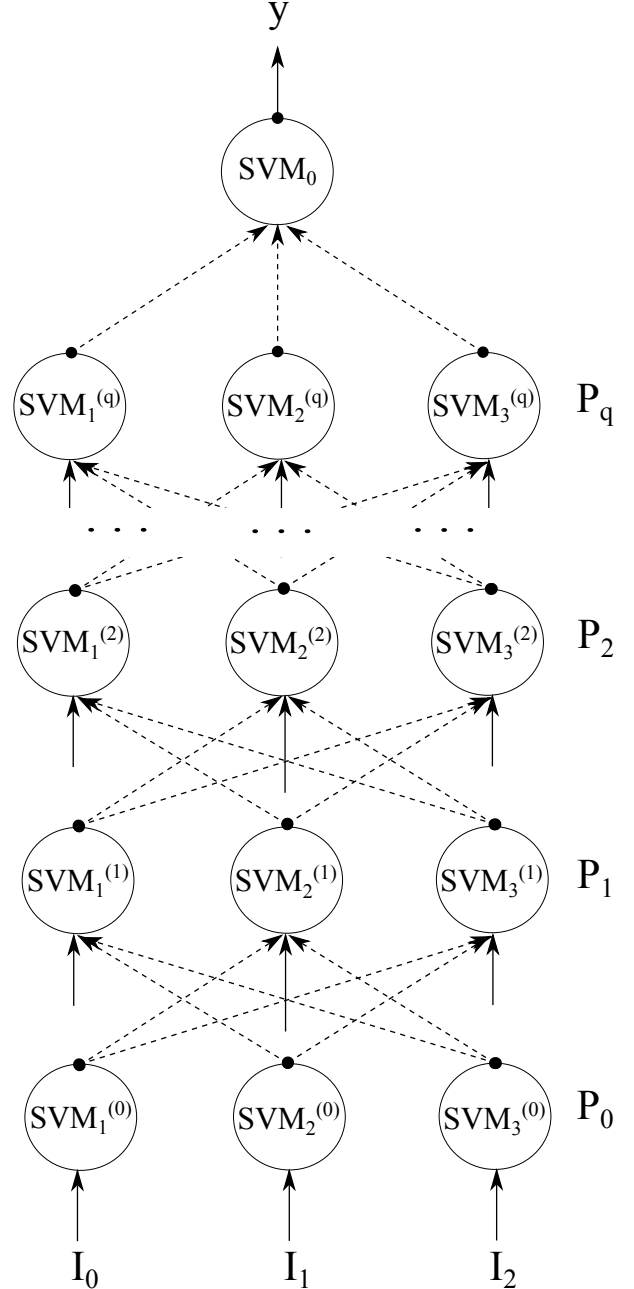 y
SVM₀
SVM₁⁽q⁾ SVM₂⁽q⁾ SVM₃⁽q⁾ P_q
. . . . . . . . .
SVM₁⁽²⁾ SVM₂⁽²⁾ SVM₃⁽²⁾ P₂
SVM₁⁽¹⁾ SVM₂⁽¹⁾ SVM₃⁽¹⁾ P₁
SVM₁⁽⁰⁾ SVM₂⁽⁰⁾ SVM₃⁽⁰⁾ P₀
I₀ I₁ I₂